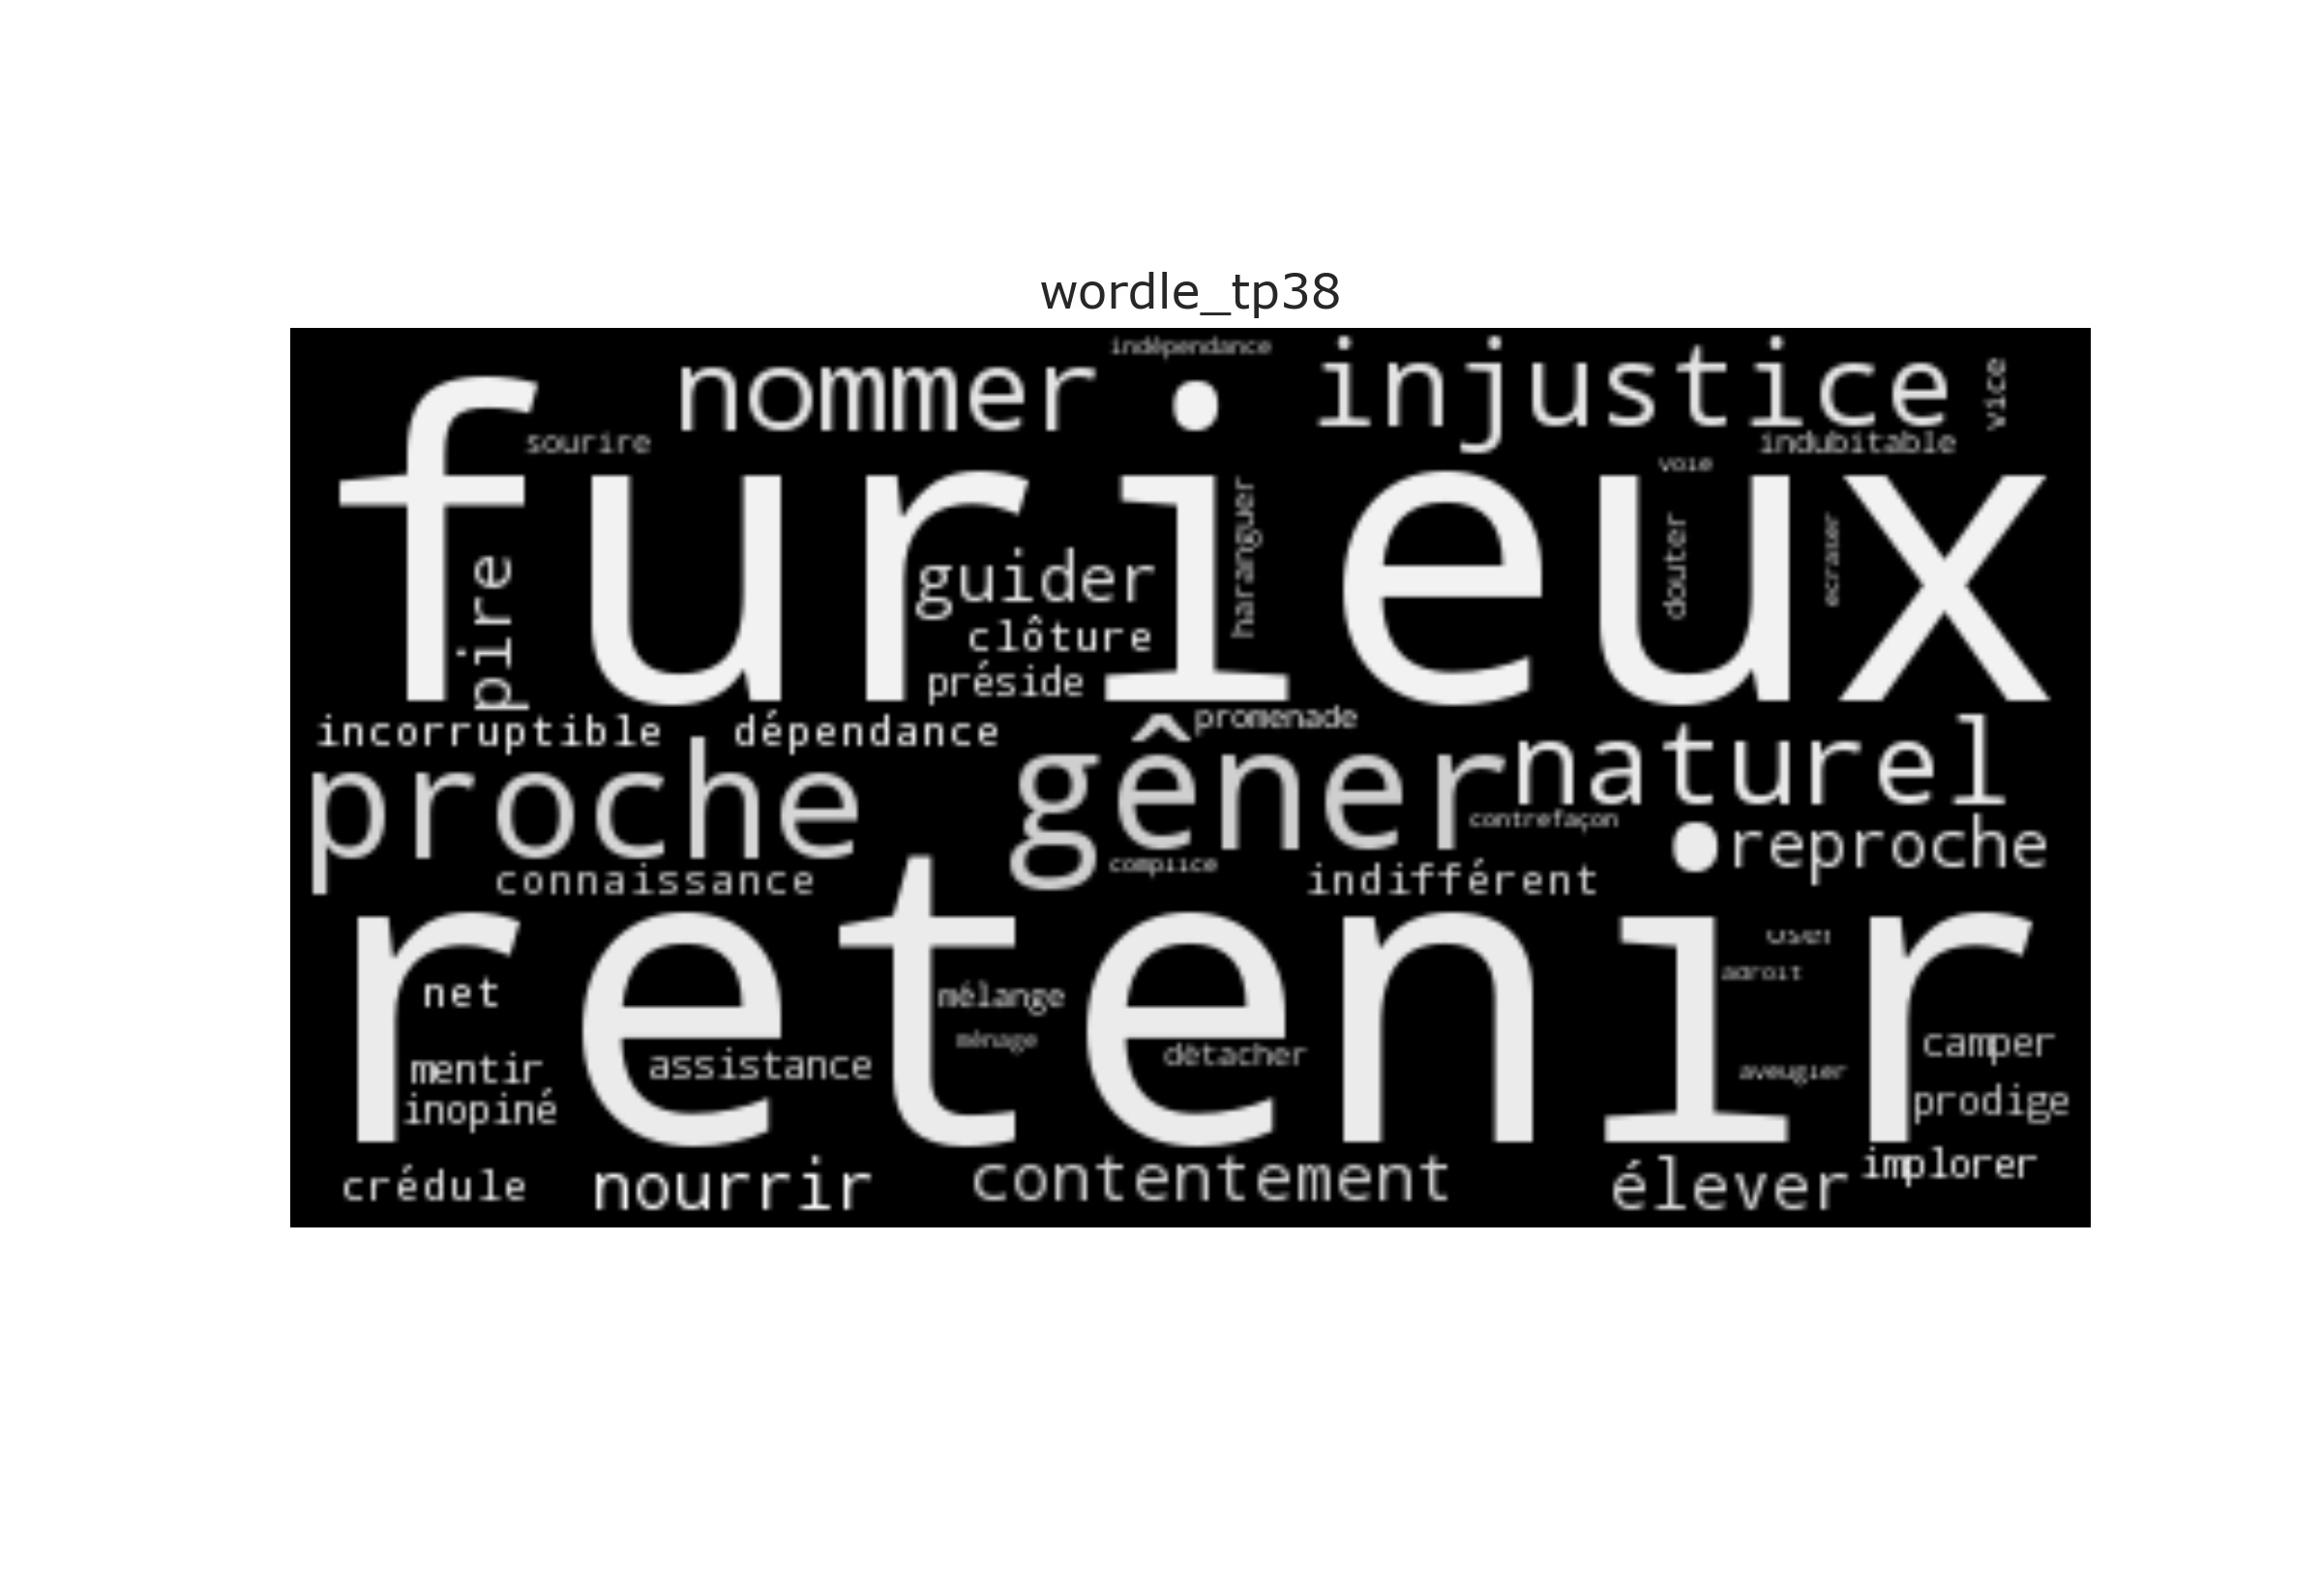 wordle_tp38
indépendance
nommer
injustice
vice
sourire
indubitable
voie
furieux
haranguer
douter
écraser
pire
guider
clôture
préside
promenade
incorruptible
dépendance
gêner
naturel
proche
contrefaçon
reproche
complice
connaissance
indifférent
retenir
user
adroit
net
mélange
ménage
camper
détacher
mentir
assistance
aveugler
inopiné
prodige
implorer
crédule
nourrir
contentement
élever